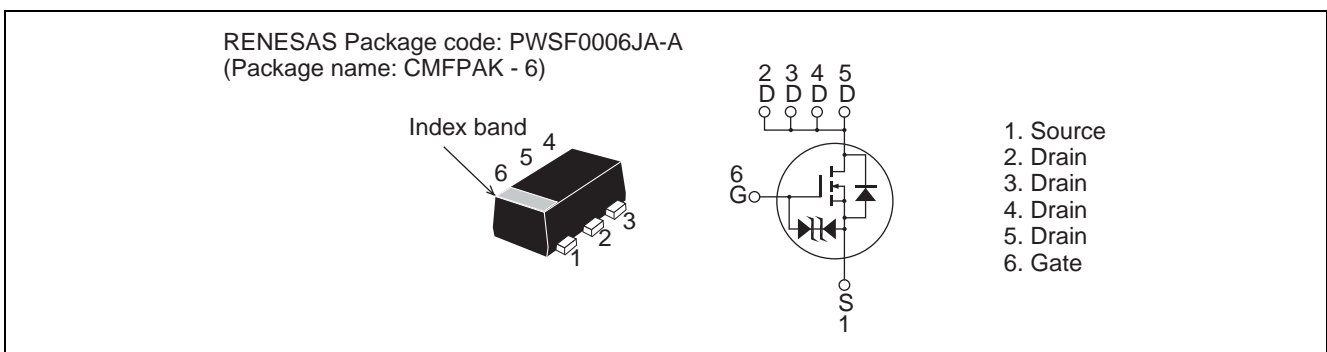 RENESAS Package code: PWSF0006JA-A
(Package name: CMFPAK - 6)
Index band
6 5 4
1 2 3
2 3 4 5
D D D D
6
G
S
1
1. Source
2. Drain
3. Drain
4. Drain
5. Drain
6. Gate